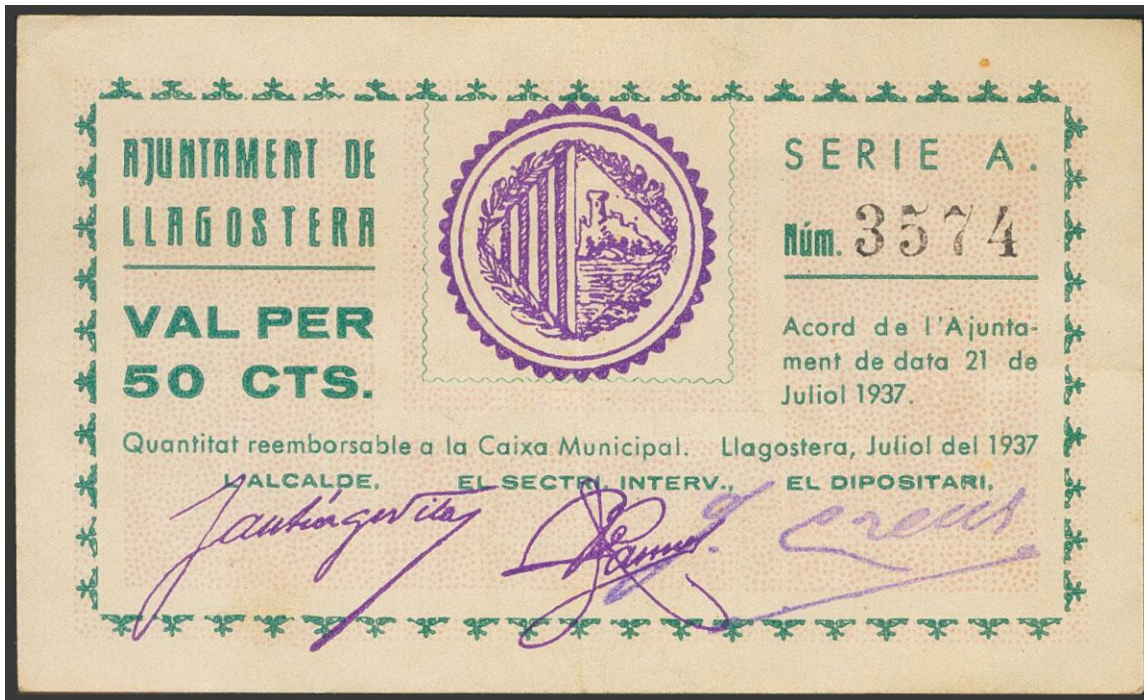 AJUNTAMENT DE
LLAGOSTERA
VAL PER
50 CTS.
SERIE A.
Núm. 3574
Acord de l'Ajunta-
ment de data 21 de
Juliol 1937.
Quantitat reemborsable a la Caixa Municipal. Llagostera, Juliol del 1937
L'ALCALDE, EL SECTRI. INTERV., EL DIPOSITARI,